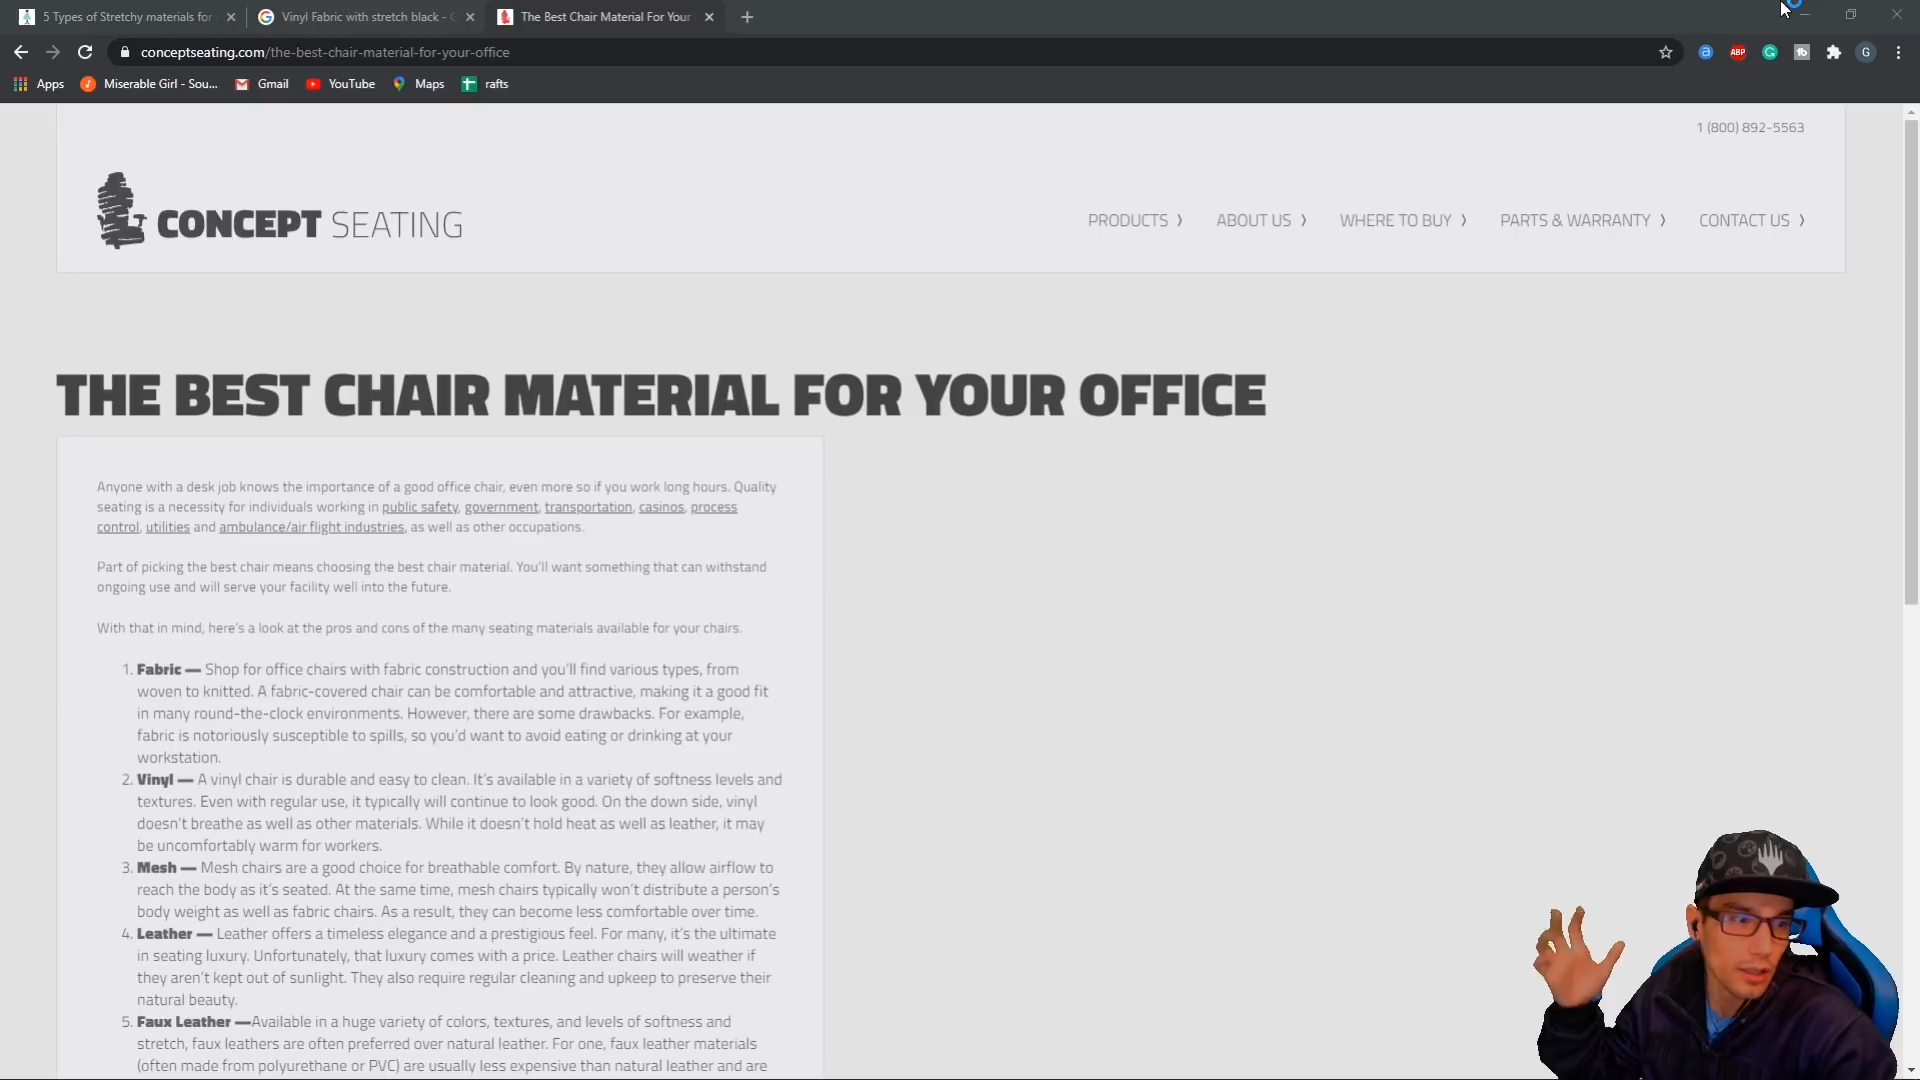 5 Types of Stretchy materials for
Vinyl Fabric with stretch black - G
The Best Chair Material For Your
conceptseating.com/the-best-chair-material-for-your-office
ABP
G
Apps
Miserable Girl - Sou...
Gmail
YouTube
Maps
rafts
1 (800) 892-5563
CONCEPT SEATING
PRODUCTS
ABOUT US
WHERE TO BUY
PARTS & WARRANTY
CONTACT US
THE BEST CHAIR MATERIAL FOR YOUR OFFICE
Anyone with a desk job knows the importance of a good office chair, even more so if you work long hours. Quality
seating is a necessity for individuals working in public safety, government, transportation, casinos, process
control, utilities and ambulance/air flight industries, as well as other occupations.
Part of picking the best chair means choosing the best chair material. You'll want something that can withstand
ongoing use and will serve your facility well into the future.
With that in mind, here's a look at the pros and cons of the many seating materials available for your chairs.
1. Fabric — Shop for office chairs with fabric construction and you'll find various types, from
woven to knitted. A fabric-covered chair can be comfortable and attractive, making it a good fit
in many round-the-clock environments. However, there are some drawbacks. For example,
fabric is notoriously susceptible to spills, so you'd want to avoid eating or drinking at your
workstation.
2. Vinyl — A vinyl chair is durable and easy to clean. It's available in a variety of softness levels and
textures. Even with regular use, it typically will continue to look good. On the down side, vinyl
doesn't breathe as well as other materials. While it doesn't hold heat as well as leather, it may
be uncomfortably warm for workers.
3. Mesh — Mesh chairs are a good choice for breathable comfort. By nature, they allow airflow to
reach the body as it's seated. At the same time, mesh chairs typically won't distribute a person's
body weight as well as fabric chairs. As a result, they can become less comfortable over time.
4. Leather — Leather offers a timeless elegance and a prestigious feel. For many, it's the ultimate
in seating luxury. Unfortunately, that luxury comes with a price. Leather chairs will weather if
they aren't kept out of sunlight. They also require regular cleaning and upkeep to preserve their
natural beauty.
5. Faux Leather —Available in a huge variety of colors, textures, and levels of softness and
stretch, faux leathers are often preferred over natural leather. For one, faux leather materials
(often made from polyurethane or PVC) are usually less expensive than natural leather and are